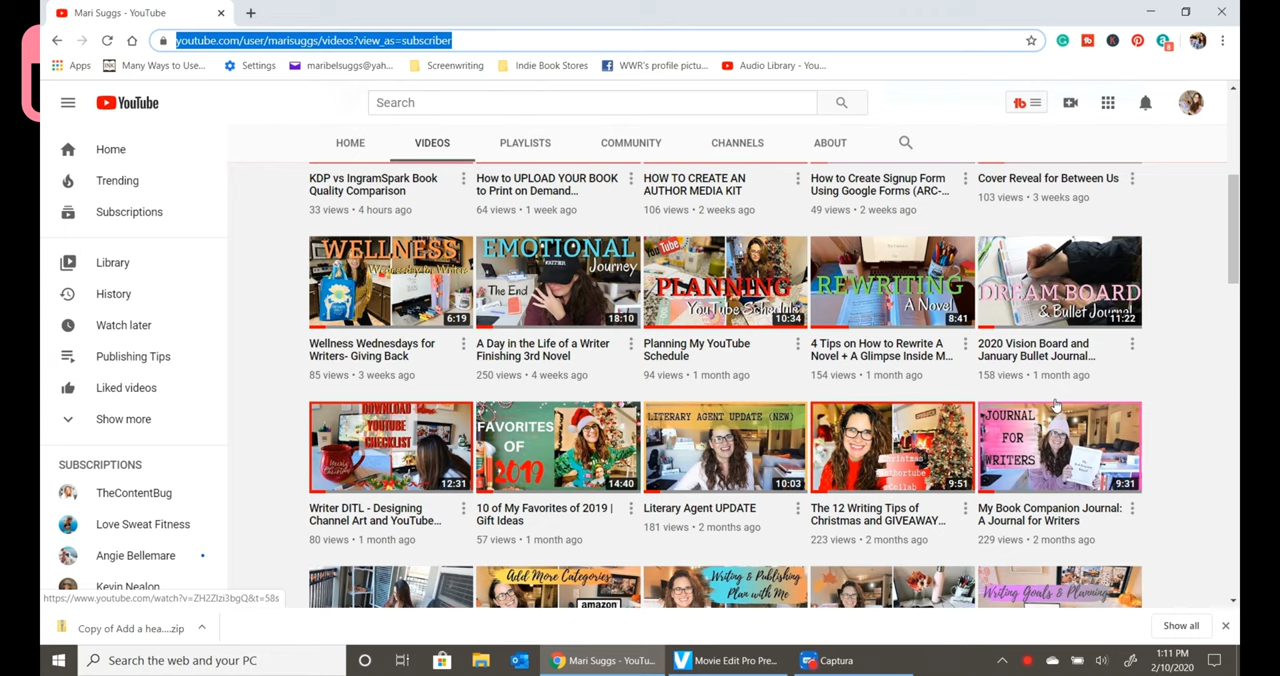 Mari Suggs - YouTube
youtube.com/user/marisuggs/videos?view_as=subscriber
Apps
Many Ways to Use...
Settings
maribelsuggs@yah...
Screenwriting
Indie Book Stores
WWR's profile pictu...
Audio Library - You...
YouTube
Search
HOME
VIDEOS
PLAYLISTS
COMMUNITY
CHANNELS
ABOUT
Home
Trending
Subscriptions
Library
History
Watch later
Publishing Tips
Liked videos
Show more
SUBSCRIPTIONS
TheContentBug
Love Sweat Fitness
Angie Bellemare
Kevin Nealon
KDP vs IngramSpark Book
Quality Comparison
33 views • 4 hours ago
How to UPLOAD YOUR BOOK
to Print on Demand...
64 views • 1 week ago
HOW TO CREATE AN
AUTHOR MEDIA KIT
106 views • 2 weeks ago
How to Create Signup Form
Using Google Forms (ARC-...
49 views • 2 weeks ago
Cover Reveal for Between Us
103 views • 3 weeks ago
WELLNESS
Wednesdays for Writers
6:19
EMOTIONAL
Journey
WRITER
The End
18:10
YouTube
PLANNING
YouTube Schedule
10:34
REWRITING
A Novel
8:41
DREAM BOARD
& Bullet Journal
11:22
Wellness Wednesdays for
Writers- Giving Back
85 views • 3 weeks ago
A Day in the Life of a Writer
Finishing 3rd Novel
250 views • 4 weeks ago
Planning My YouTube
Schedule
94 views • 1 month ago
4 Tips on How to Rewrite A
Novel + A Glimpse Inside M...
154 views • 1 month ago
2020 Vision Board and
January Bullet Journal...
158 views • 1 month ago
DOWNLOAD
YOUTUBE
CHECKLIST
12:31
FAVORITES
OF
2019
14:40
LITERARY AGENT UPDATE (NEW)
10:03
Christmas
Authortube
Collab
9:51
JOURNAL
FOR
WRITERS
9:31
Writer DITL - Designing
Channel Art and YouTube...
80 views • 1 month ago
10 of My Favorites of 2019 |
Gift Ideas
57 views • 1 month ago
Literary Agent UPDATE
181 views • 2 months ago
The 12 Writing Tips of
Christmas and GIVEAWAY...
223 views • 2 months ago
My Book Companion Journal:
A Journal for Writers
229 views • 2 months ago
Add More Categories
amazon
Writing & Publishing
Plan with Me
Writing Goals & Planning
https://www.youtube.com/watch?v=ZH2ZIzi3bgQ&t=58s
Copy of Add a hea....zip
Show all
Search the web and your PC
Mari Suggs - YouTu...
Movie Edit Pro Pre...
Captura
1:11 PM
2/10/2020